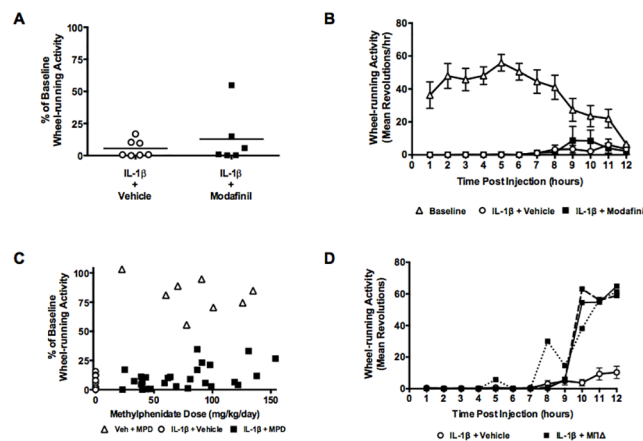 A
% of Baseline
Wheel-running Activity
100
75
50
25
0
IL-1β
+
Vehicle
IL-1β
+
Modafinil
B
Wheel-running Activity
(Mean Revolutions/hr)
80
60
40
20
0
1 2 3 4 5 6 7 8 9 10 11 12
Time Post Injection (hours)
Baseline IL-1β + Vehicle IL-1β + Modafini
C
% of Baseline
Wheel-running Activity
100
75
50
25
0
0 50 100 150
Methylphenidate Dose (mg/kg/day)
Veh + MPD IL-1β + Vehicle IL-1β + MPD
D
Wheel-running Activity
(Mean Revolutions)
80
60
40
20
0
1 2 3 4 5 6 7 8 9 10 11 12
Time Post Injection (hours)
IL-1β + Vehicle IL-1β + ΜΠΔ